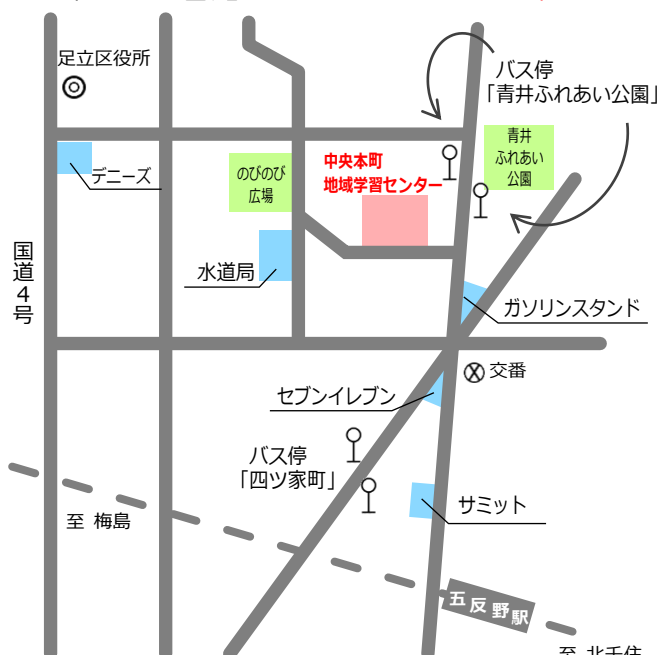 足立区役所
バス停
「青井ふれあい公園」
青井
ふれあい
公園
中央本町
地域学習センター
のびのび
広場
デニーズ
水道局
国道4号
ガソリンスタンド
交番
セブンイレブン
バス停
「四ツ家町」
サミット
至 梅島
五反野駅
至 北千住